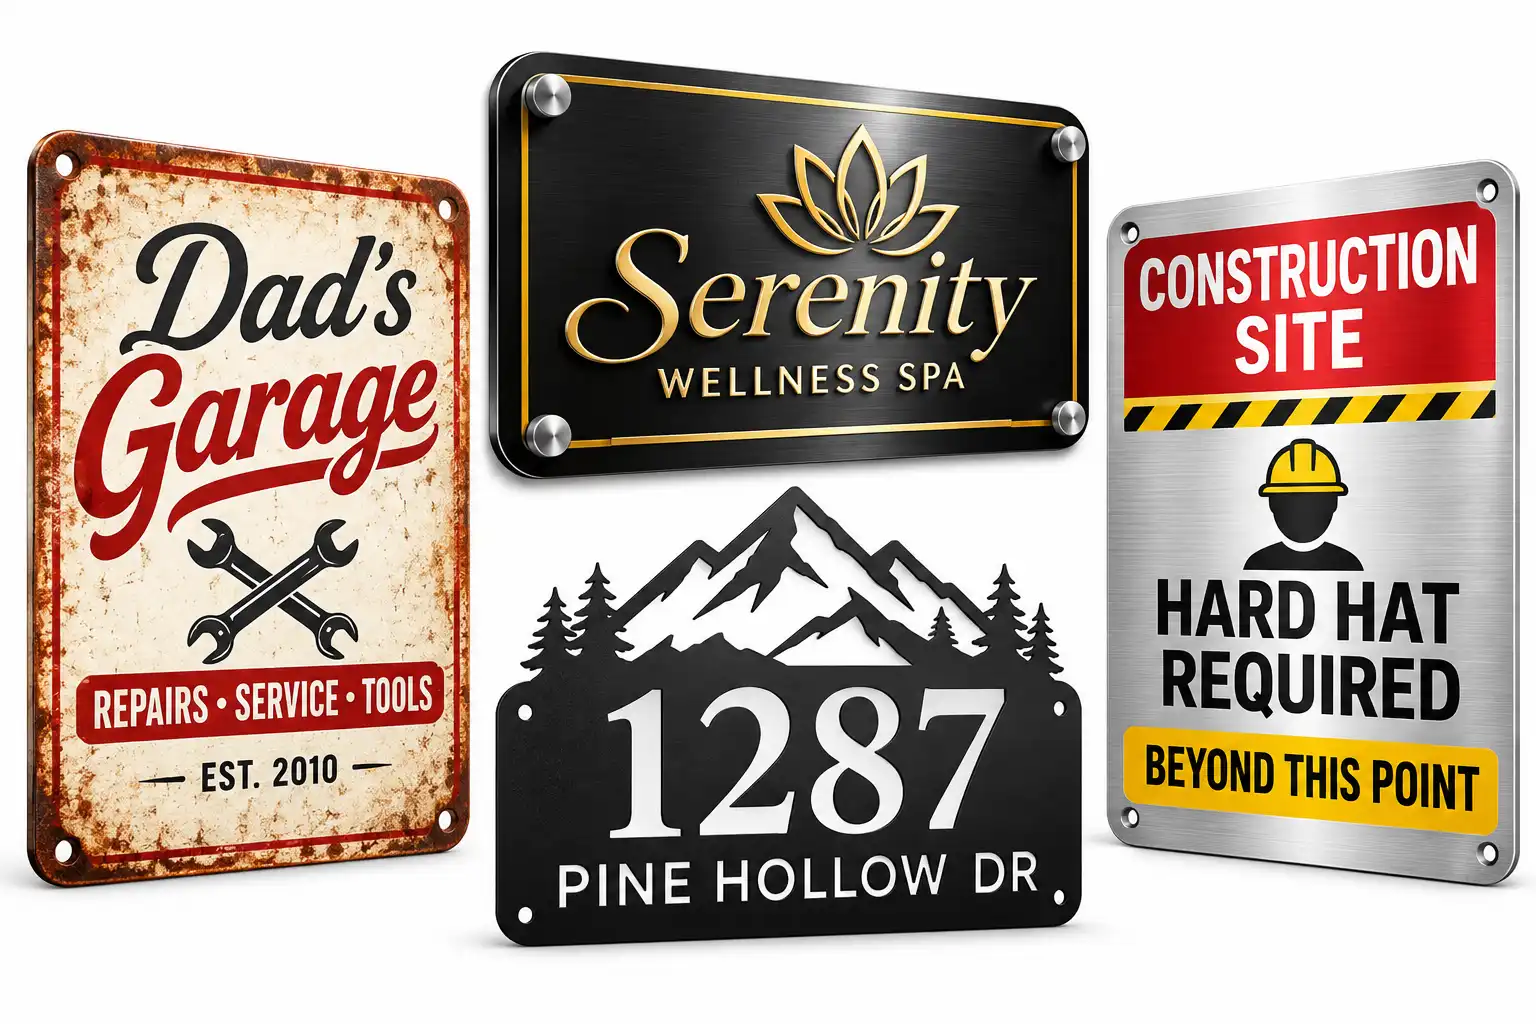 Dad's
Garage
REPAIRS · SERVICE · TOOLS
EST. 2010
Serenity
WELLNESS SPA
1287
PINE HOLLOW DR
CONSTRUCTION
SITE
HARD HAT
REQUIRED
BEYOND THIS POINT